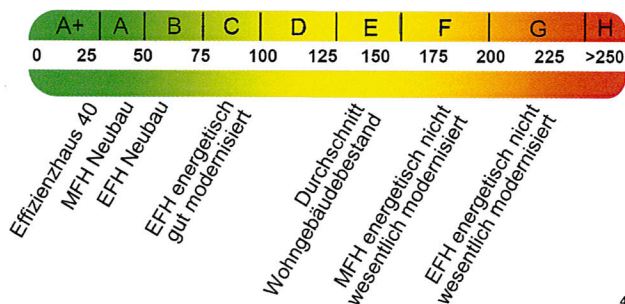 A+ A B C D E F G H
0 25 50 75 100 125 150 175 200 225 >250
Effizienzhaus 40
MFH Neubau
EFH Neubau
EFH energetisch
gut modernisiert
Durchschnitt
Wohngebäudebestand
MFH energetisch nicht
wesentlich modernisiert
EFH energetisch nicht
wesentlich modernisiert